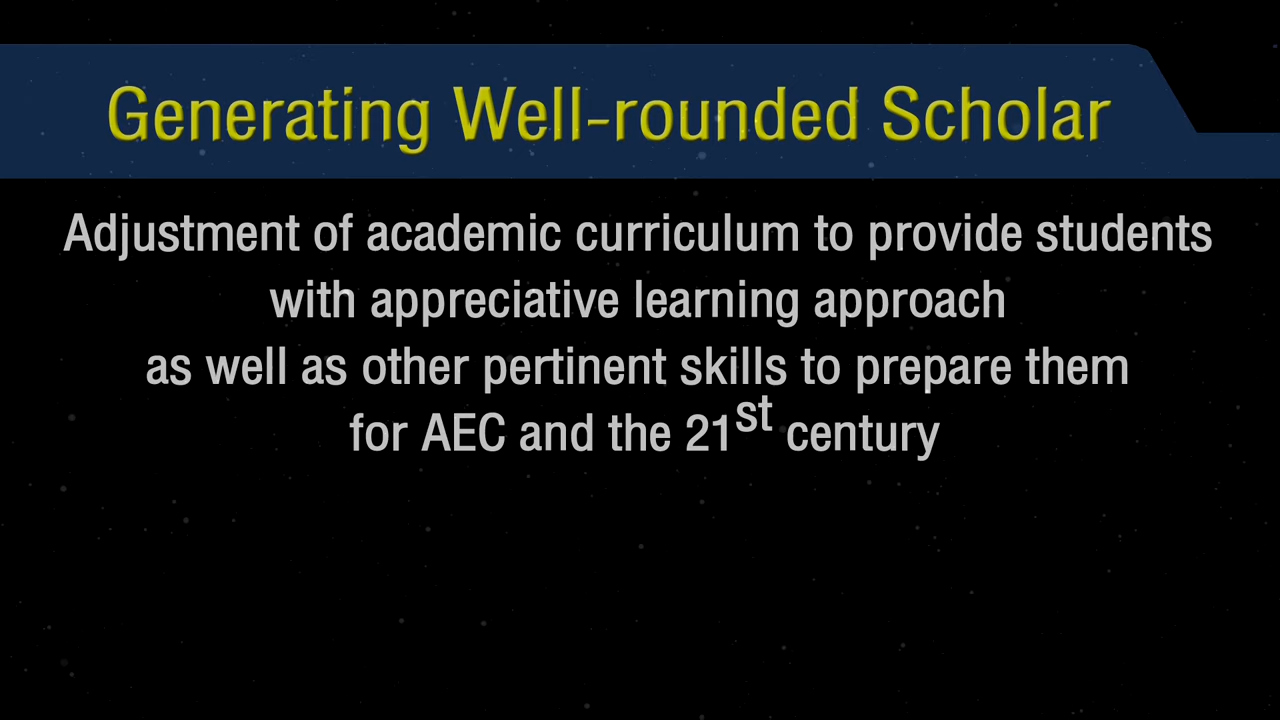 Generating Well-rounded Scholar
Adjustment of academic curriculum to provide students
with appreciative learning approach
as well as other pertinent skills to prepare them
for AEC and the 21st century